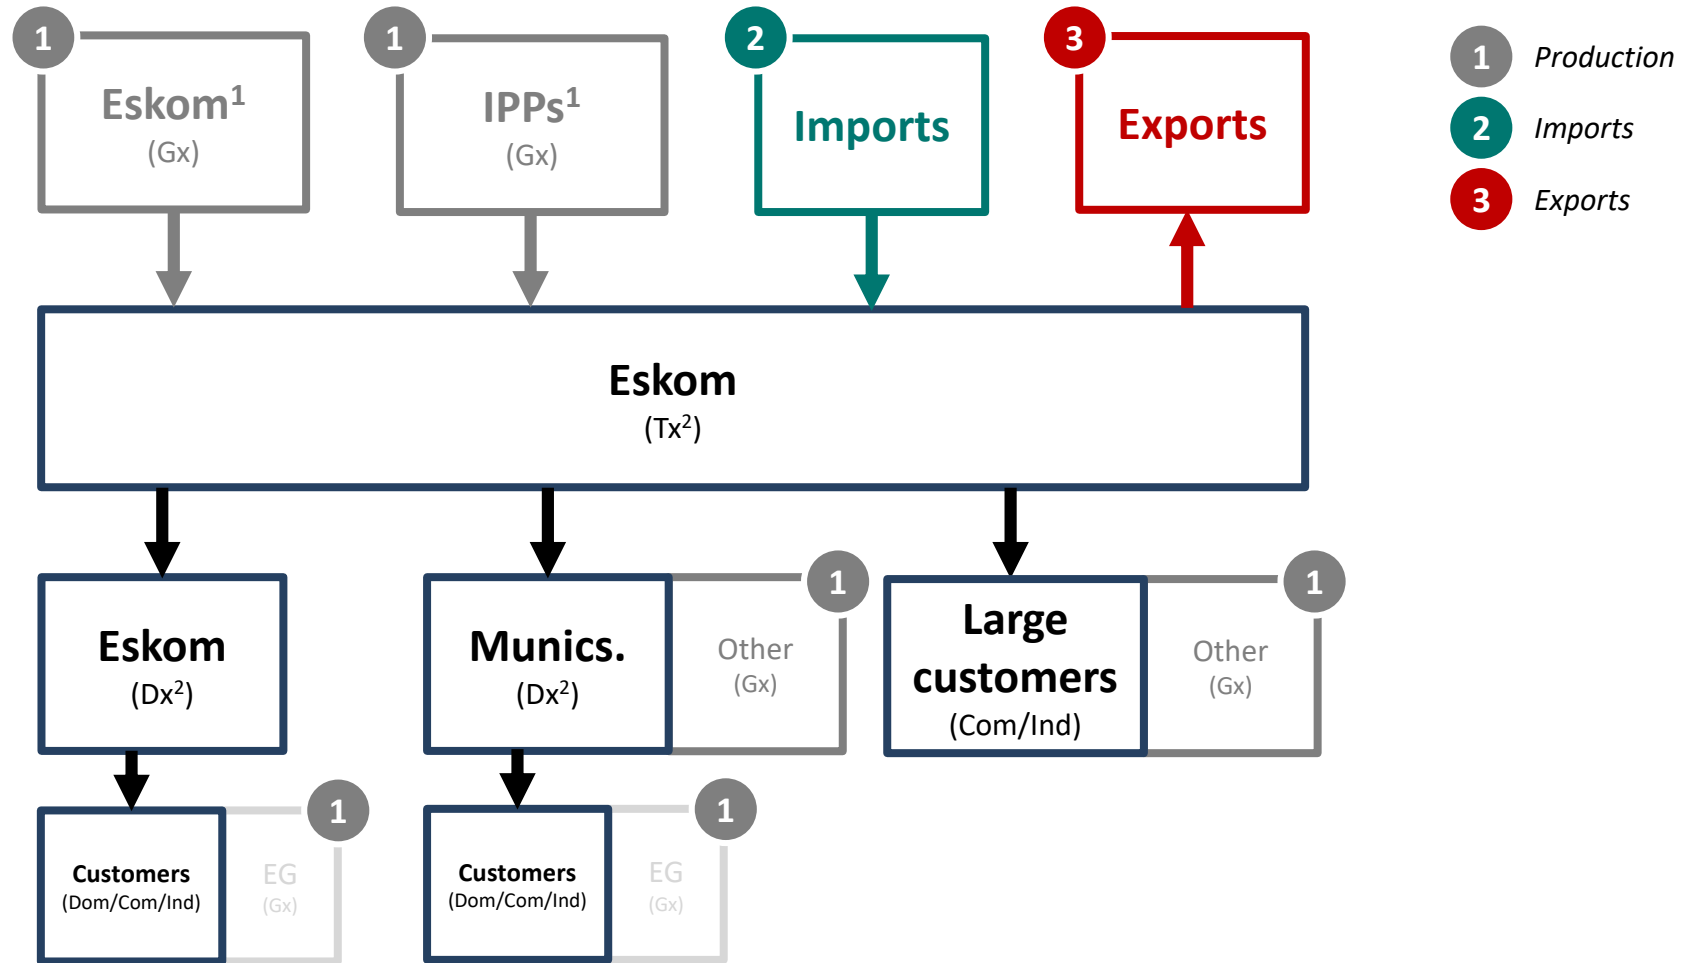 1
Eskom¹
(Gx)
1
IPPs¹
(Gx)
2
Imports
3
Exports
1 Production
2 Imports
3 Exports
Eskom
(Tx²)
Eskom
(Dx²)
Munics.
(Dx²)
1
Other
(Gx)
Large
customers
(Com/Ind)
1
Other
(Gx)
Customers
(Dom/Com/Ind)
1
EG
(Gx)
Customers
(Dom/Com/Ind)
1
EG
(Gx)